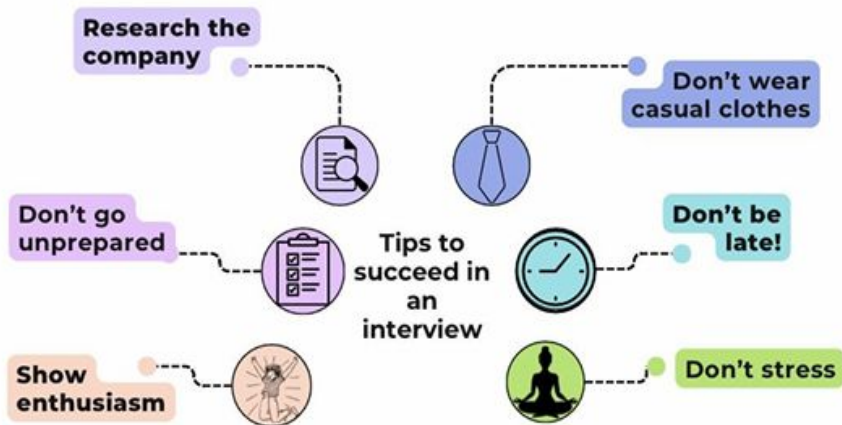 Research the
company
Don't wear
casual clothes
Don't go
unprepared
Tips to
succeed in
an
interview
Don't be
late!
Show
enthusiasm
Don't stress